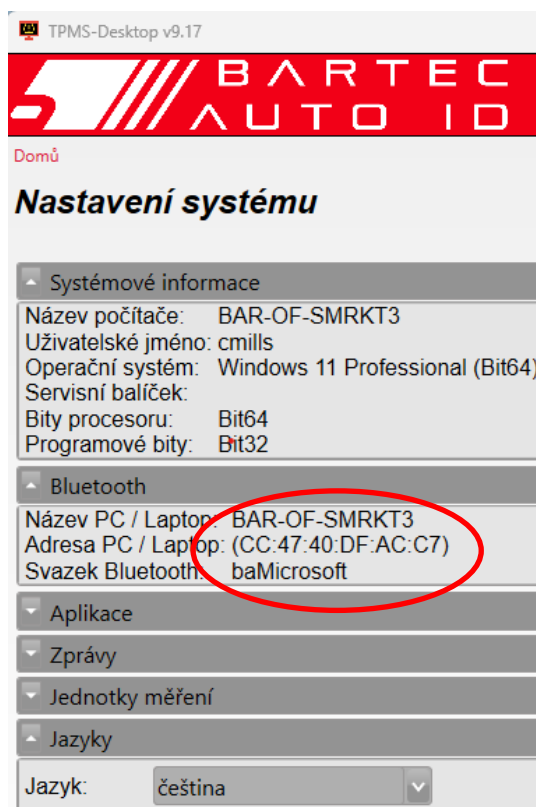 TPMS-Desktop v9.17
BARTEC
AUTO ID
Domů
Nastavení systému
Systémové informace
Název počítače: BAR-OF-SMRKT3
Uživatelské jméno: cmills
Operační systém: Windows 11 Professional (Bit64)
Servisní balíček:
Bity procesoru: Bit64
Programové bity: Bit32
Bluetooth
Název PC / Laptop: BAR-OF-SMRKT3
Adresa PC / Laptop: (CC:47:40:DF:AC:C7)
Svazek Bluetooth: baMicrosoft
Aplikace
Zprávy
Jednotky měření
Jazyky
Jazyk: čeština